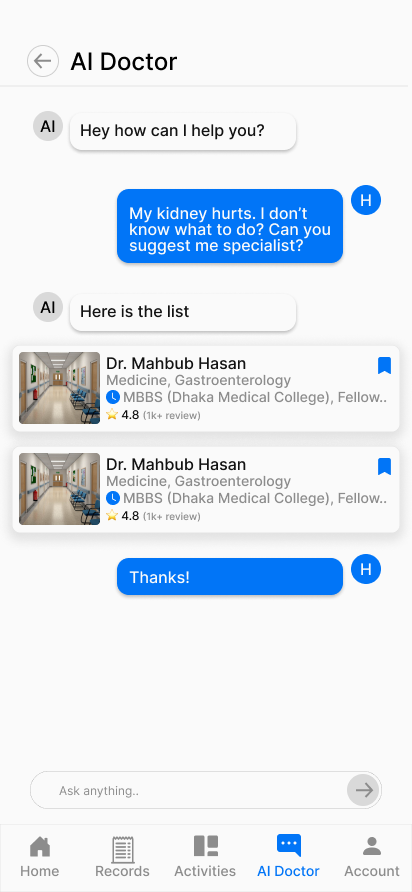 AI Doctor
AI
Hey how can I help you?
H
My kidney hurts. I don’t
know what to do? Can you
suggest me specialist?
AI
Here is the list
Dr. Mahbub Hasan
Medicine, Gastroenterology
MBBS (Dhaka Medical College), Fellow..
4.8 (1k+ review)
Dr. Mahbub Hasan
Medicine, Gastroenterology
MBBS (Dhaka Medical College), Fellow..
4.8 (1k+ review)
Thanks!
H
Ask anything..
Home
Records
Activities
AI Doctor
Account